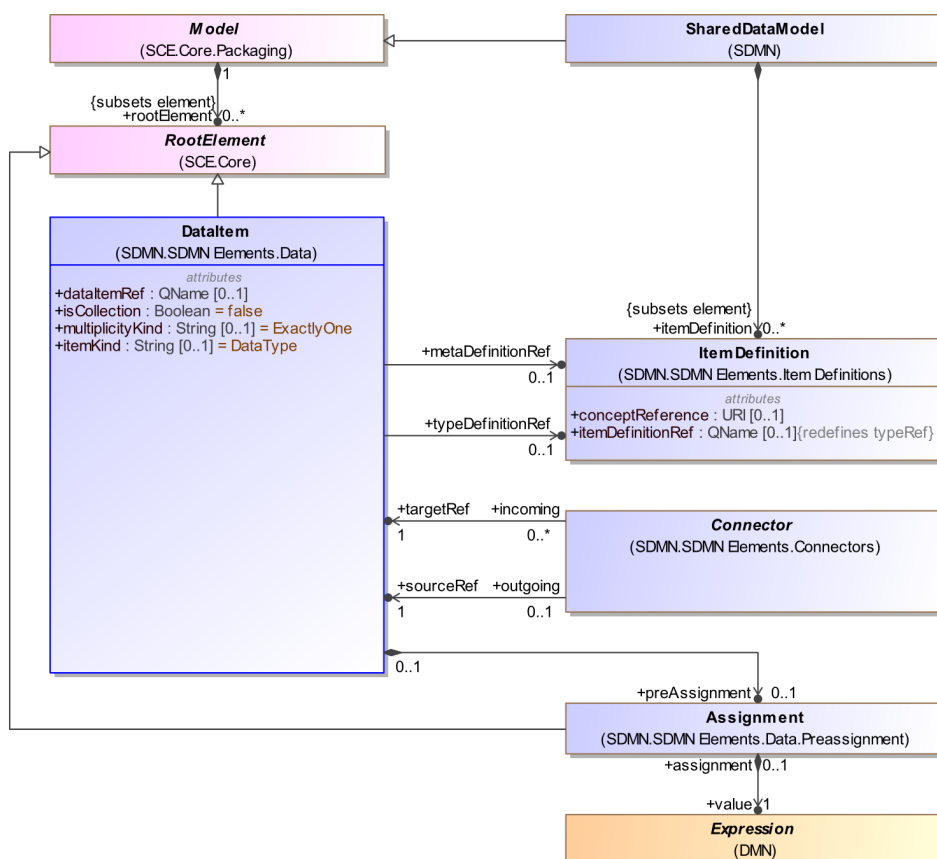 Model
(SCE.Core.Packaging)
SharedDataModel
(SDMN)
1
{subsets element}
+rootElement 0..*
RootElement
(SCE.Core)
DataItem
(SDMN.SDMN Elements.Data)
attributes
+dataItemRef : QName [0..1]
+isCollection : Boolean = false
+multiplicityKind : String [0..1] = ExactlyOne
+itemKind : String [0..1] = DataType
{subsets element}
+itemDefinition 0..*
+metaDefinitionRef
0..1
ItemDefinition
(SDMN.SDMN Elements.Item Definitions)
attributes
+conceptReference : URI [0..1]
+itemDefinitionRef : QName [0..1]{redefines typeRef}
+typeDefinitionRef
0..1
+targetRef +incoming
1 0..*
Connector
(SDMN.SDMN Elements.Connectors)
+sourceRef +outgoing
1 0..1
0..1
+preAssignment 0..1
Assignment
(SDMN.SDMN Elements.Data.Preassignment)
+assignment 0..1
+value 1
Expression
(DMN)